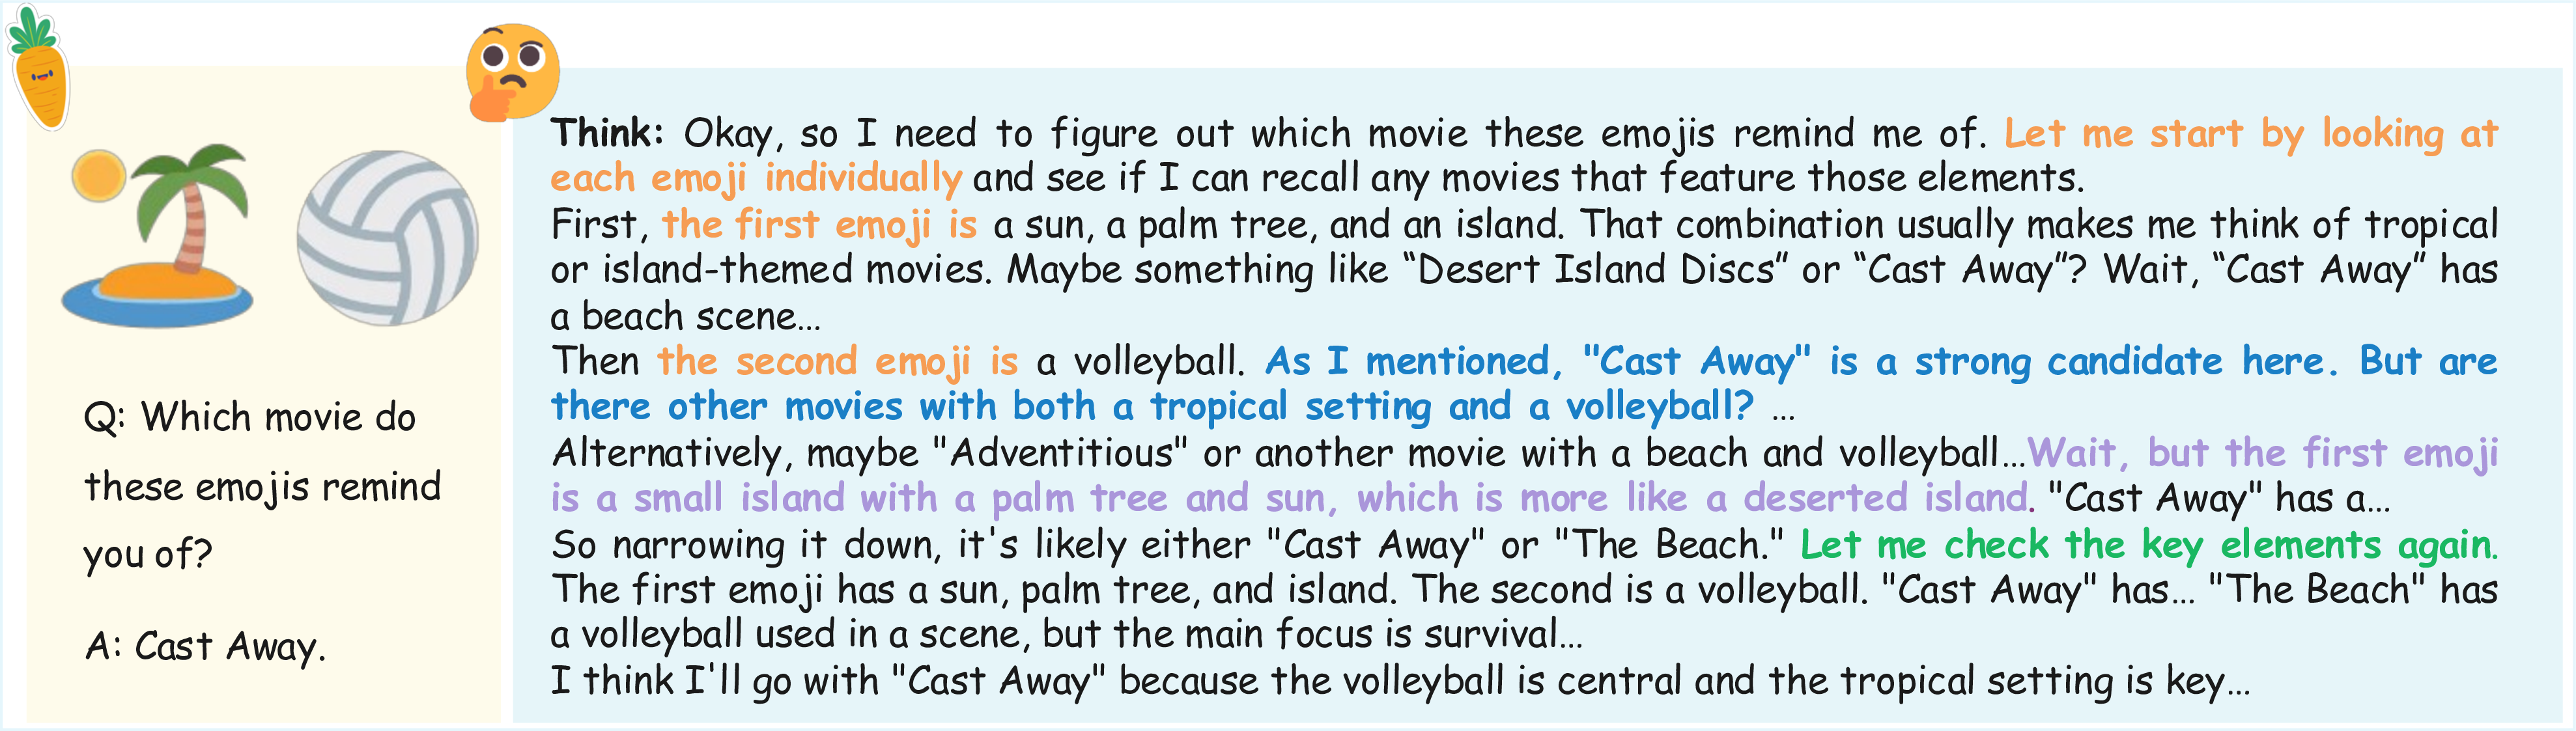 Q: Which movie do
these emojis remind
you of?
A: Cast Away.
Think: Okay, so I need to figure out which movie these emojis remind me of. Let me start by looking at
each emoji individually and see if I can recall any movies that feature those elements.
First, the first emoji is a sun, a palm tree, and an island. That combination usually makes me think of tropical
or island-themed movies. Maybe something like “Desert Island Discs” or “Cast Away”? Wait, “Cast Away” has
a beach scene...
Then the second emoji is a volleyball. As I mentioned, "Cast Away" is a strong candidate here. But are
there other movies with both a tropical setting and a volleyball? ...
Alternatively, maybe "Adventitious" or another movie with a beach and volleyball...Wait, but the first emoji
is a small island with a palm tree and sun, which is more like a deserted island. "Cast Away" has a...
So narrowing it down, it's likely either "Cast Away" or "The Beach." Let me check the key elements again.
The first emoji has a sun, palm tree, and island. The second is a volleyball. "Cast Away" has... "The Beach" has
a volleyball used in a scene, but the main focus is survival...
I think I'll go with "Cast Away" because the volleyball is central and the tropical setting is key...